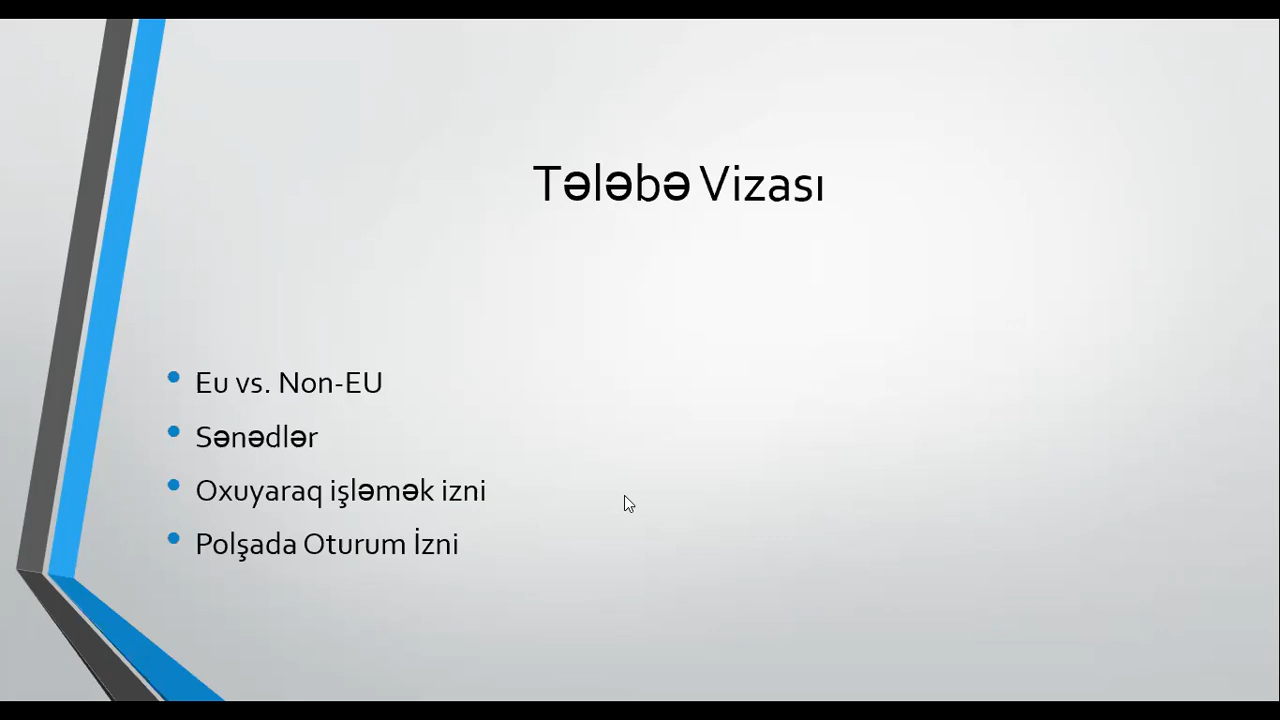 Tələbə Vizası
• Eu vs. Non-EU
• Sənədlər
• Oxuyaraq işləmək izni
• Polşada Oturum İzni